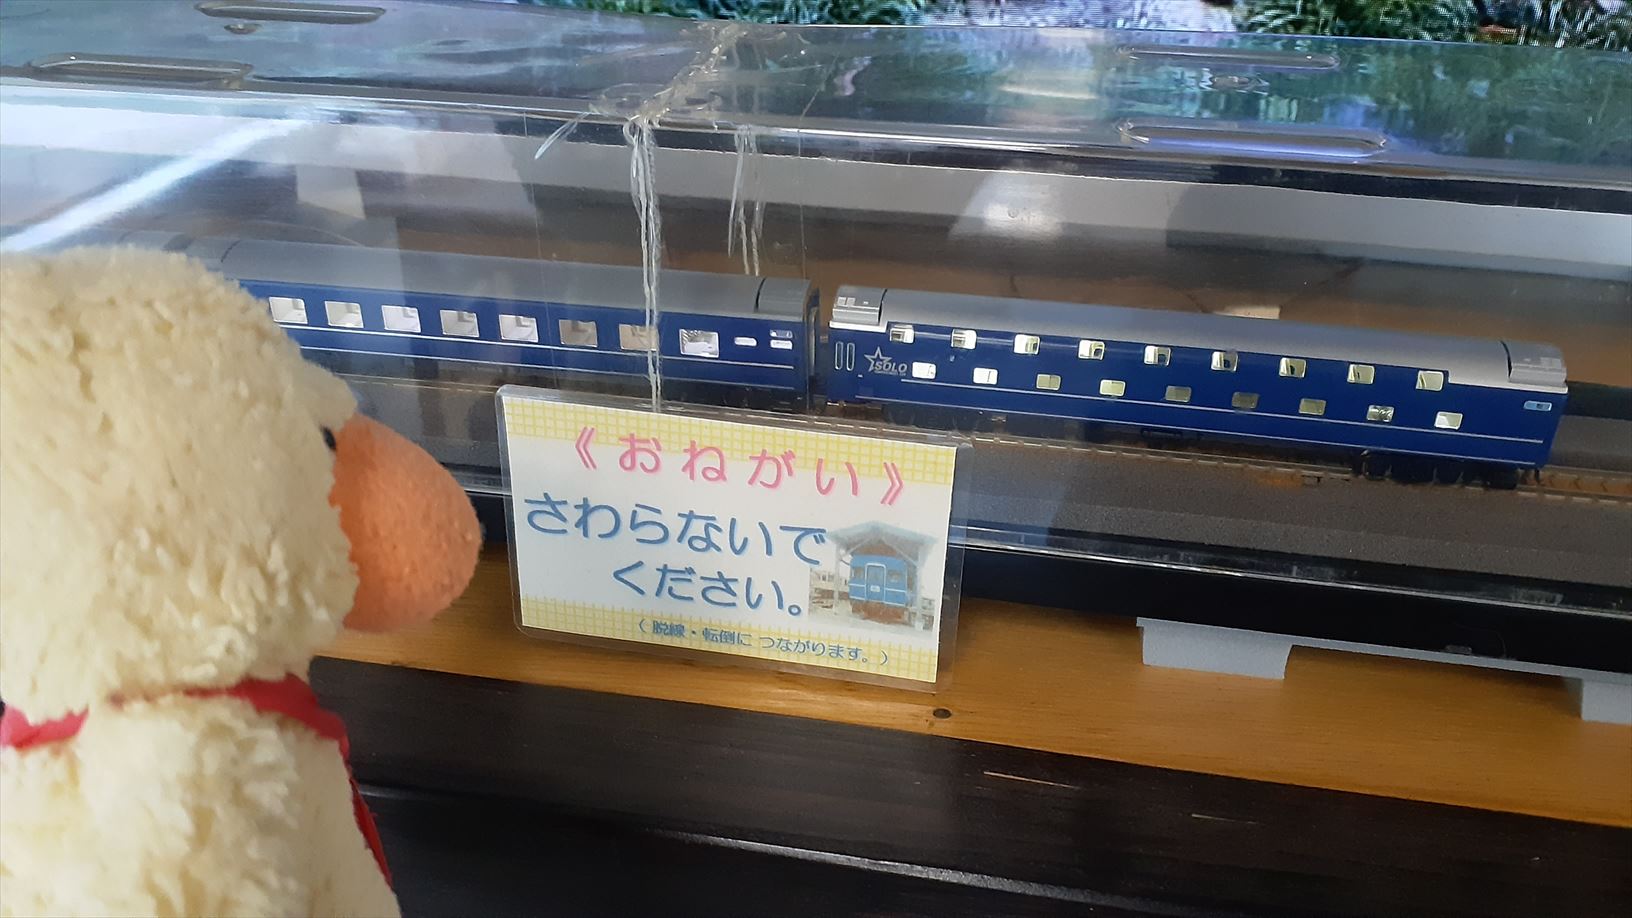 SOLO
《おねがい》
さわらないで
ください。
(脱線・転倒に つながります。)